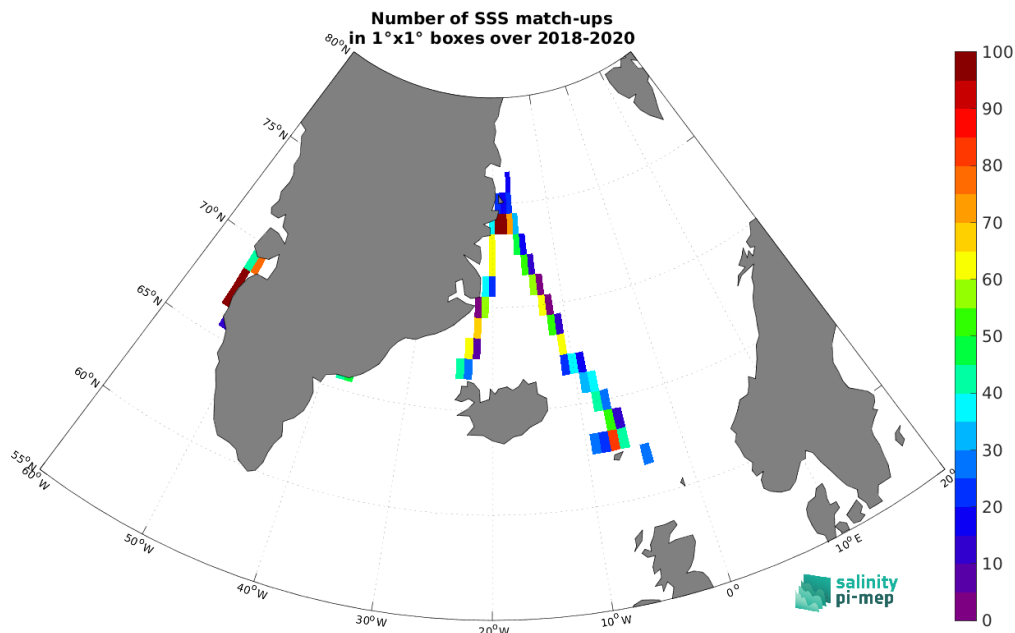 Number of SSS match-ups
in 1°x1° boxes over 2018-2020
80°N
75°N
70°N
65°N
60°N
55°N
60°W
50°W
40°W
30°W
20°W
10°W
0°
10°E
20°
100
90
80
70
60
50
40
30
20
10
0
salinity
pi-mep